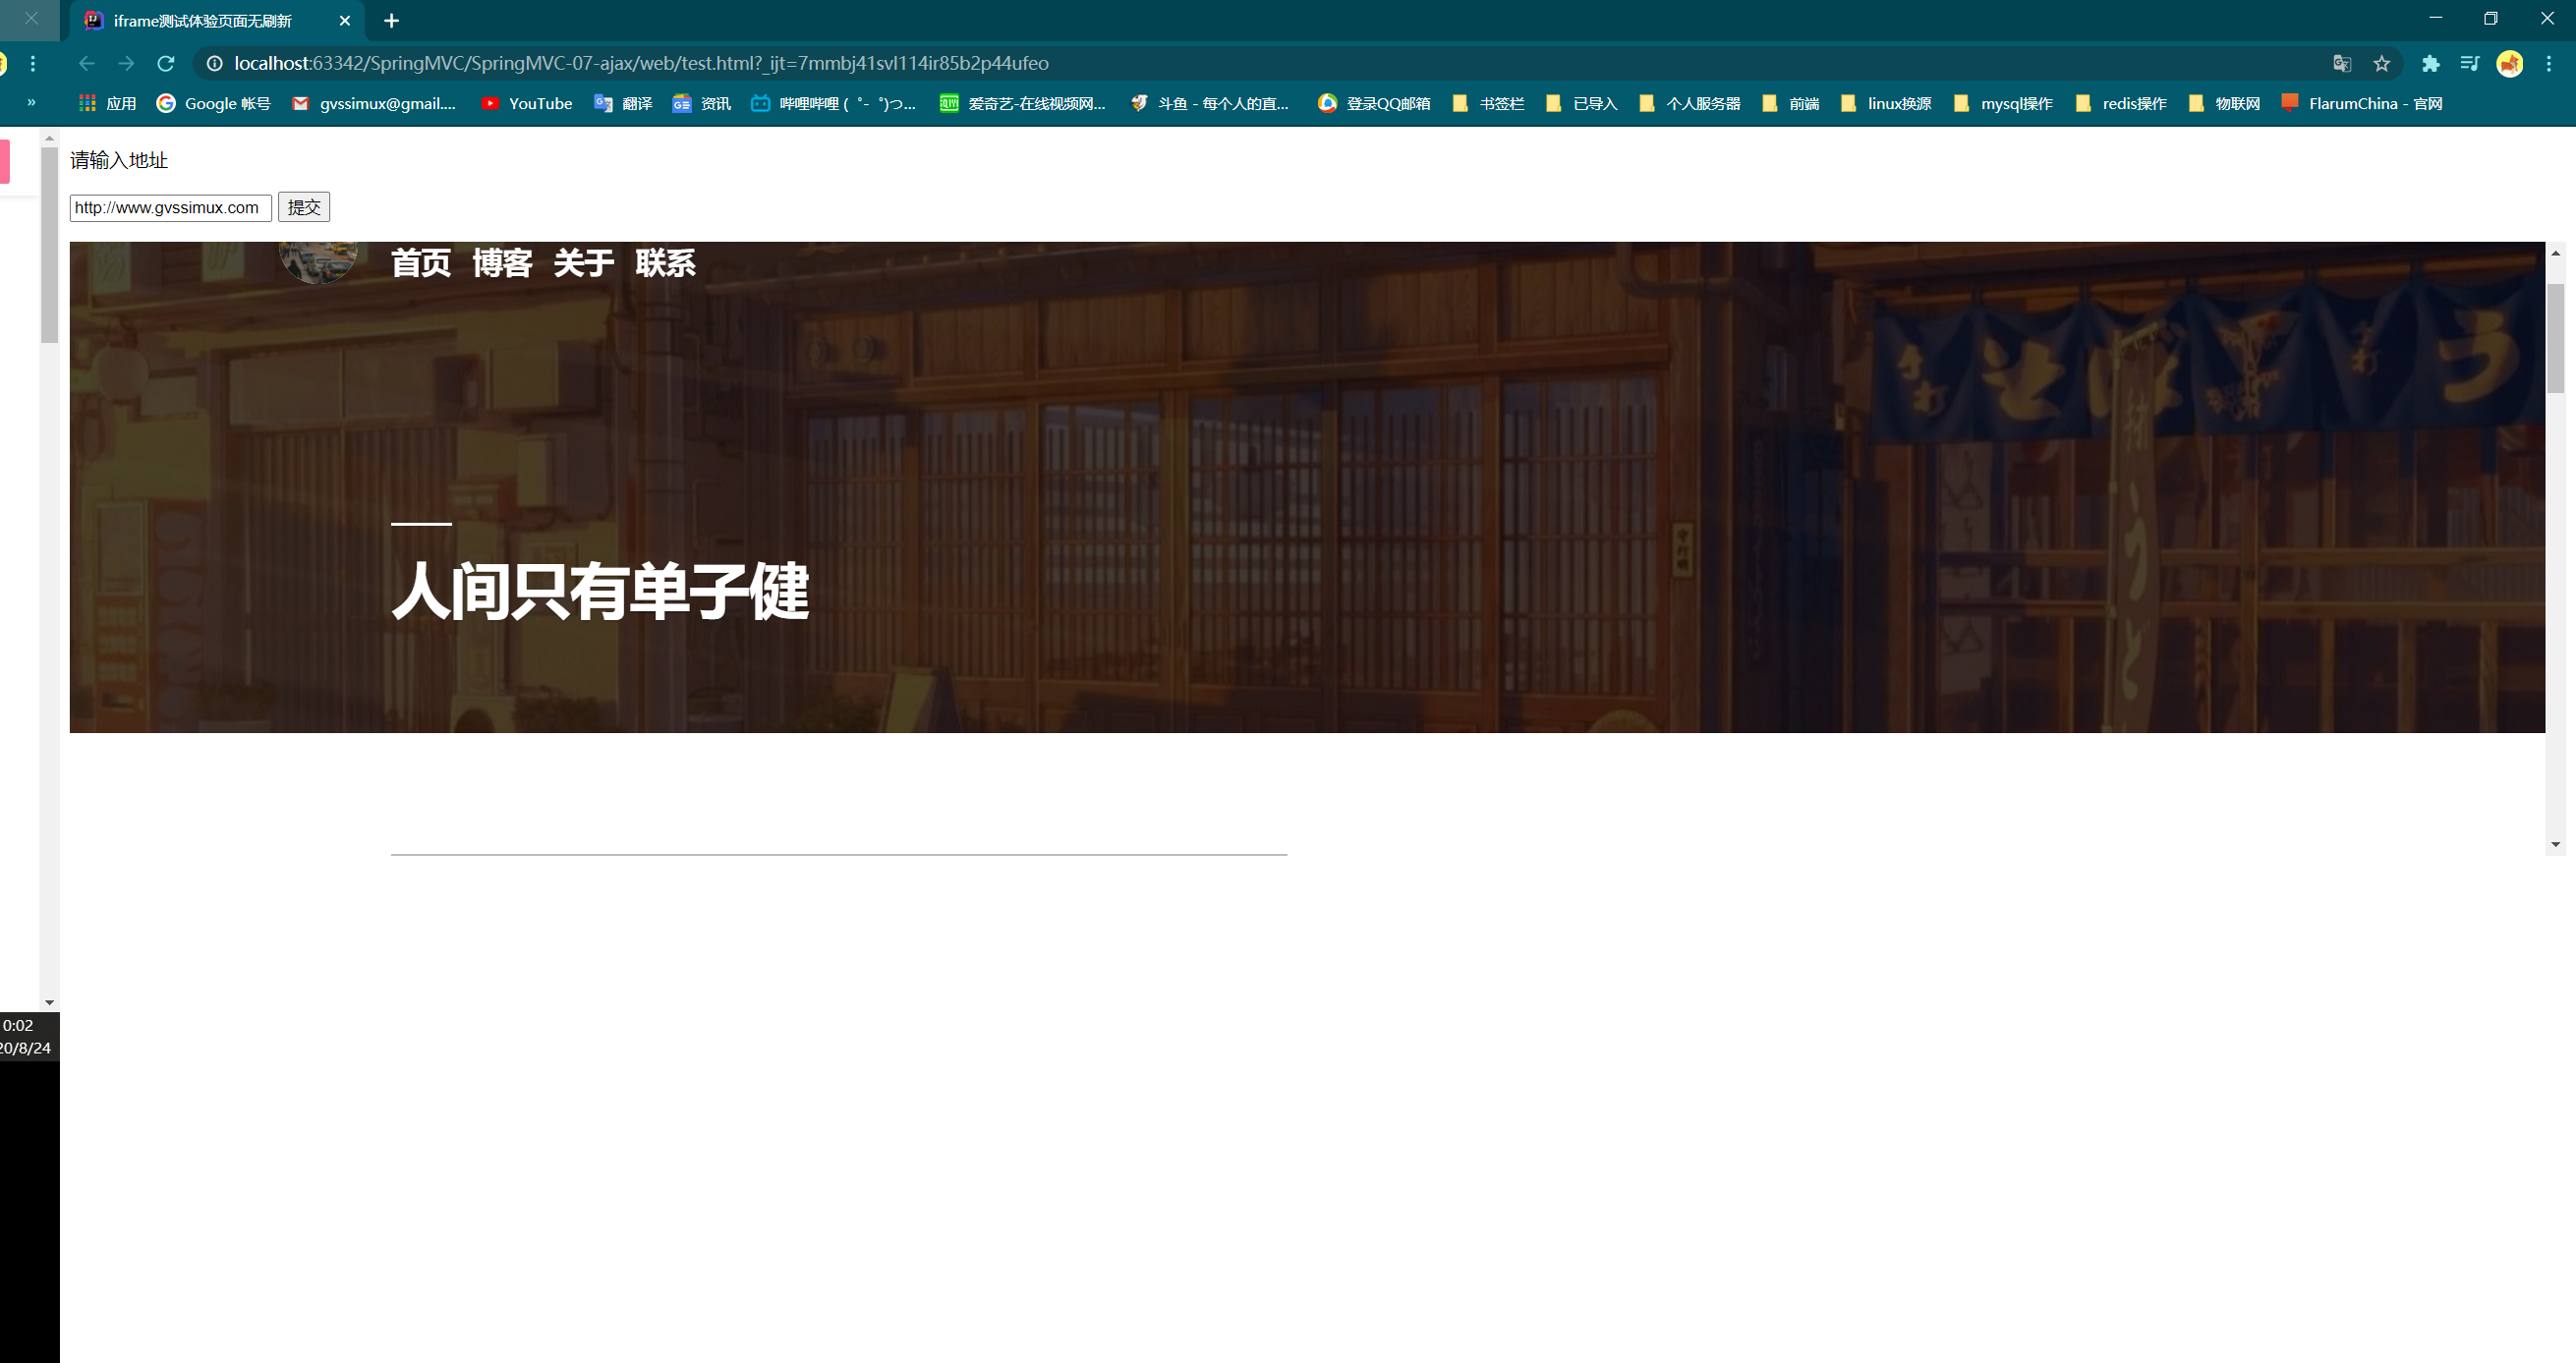 iframe测试体验页面无刷新
localhost:63342/SpringMVC/SpringMVC-07-ajax/web/test.html?_ijt=7mmbj41svl114ir85b2p44ufeo
» 应用 Google 帐号 gvssimux@gmail.... YouTube 翻译 资讯 哔哩哔哩 (゜-゜)つ... 爱奇艺-在线视频网... 斗鱼 - 每个人的直... 登录QQ邮箱 书签栏 已导入 个人服务器 前端 linux换源 mysql操作 redis操作 物联网 FlarumChina - 官网
请输入地址
http://www.gvssimux.com 提交
首页 博客 关于 联系
手打
う
人间只有单子健
0:02
20/8/24